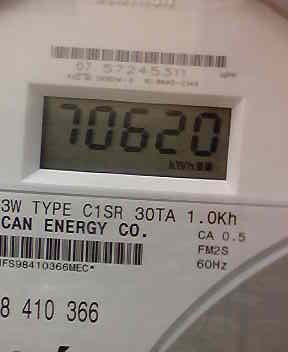 07 57245311
70620
KWH
3W TYPE C1SR 30TA 1.0Kh
CAN ENERGY CO.
CA 0.5
FM2S
60Hz
IFS98410366MEC*
8 410 366